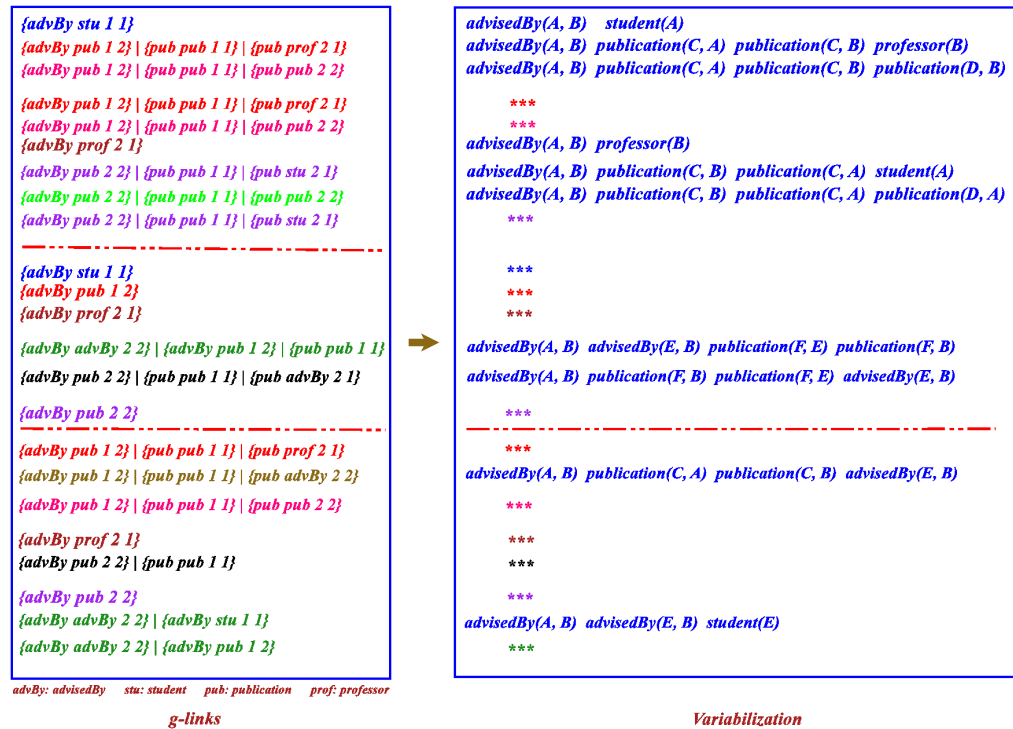 {advBy stu 1 1}
{advBy pub 1 2} | {pub pub 1 1} | {pub prof 2 1}
{advBy pub 1 2} | {pub pub 1 1} | {pub pub 2 2}
{advBy pub 1 2} | {pub pub 1 1} | {pub prof 2 1}
{advBy pub 1 2} | {pub pub 1 1} | {pub pub 2 2}
{advBy prof 2 1}
{advBy pub 2 2} | {pub pub 1 1} | {pub stu 2 1}
{advBy pub 2 2} | {pub pub 1 1} | {pub pub 2 2}
{advBy pub 2 2} | {pub pub 1 1} | {pub stu 2 1}
{advBy stu 1 1}
{advBy pub 1 2}
{advBy prof 2 1}
{advBy advBy 2 2} | {advBy pub 1 2} | {pub pub 1 1}
{advBy pub 2 2} | {pub pub 1 1} | {pub advBy 2 1}
{advBy pub 2 2}
{advBy pub 1 2} | {pub pub 1 1} | {pub prof 2 1}
{advBy pub 1 2} | {pub pub 1 1} | {pub advBy 2 2}
{advBy pub 1 2} | {pub pub 1 1} | {pub pub 2 2}
{advBy prof 2 1}
{advBy pub 2 2} | {pub pub 1 1}
{advBy pub 2 2}
{advBy advBy 2 2} | {advBy stu 1 1}
{advBy advBy 2 2} | {advBy pub 1 2}
advBy: advisedBy stu: student pub: publication prof: professor
g-links
advisedBy(A, B) student(A)
advisedBy(A, B) publication(C, A) publication(C, B) professor(B)
advisedBy(A, B) publication(C, A) publication(C, B) publication(D, B)
***
***
advisedBy(A, B) professor(B)
advisedBy(A, B) publication(C, B) publication(C, A) student(A)
advisedBy(A, B) publication(C, B) publication(C, A) publication(D, A)
***
***
***
***
advisedBy(A, B) advisedBy(E, B) publication(F, E) publication(F, B)
advisedBy(A, B) publication(F, B) publication(F, E) advisedBy(E, B)
***
***
advisedBy(A, B) publication(C, A) publication(C, B) advisedBy(E, B)
***
***
***
***
advisedBy(A, B) advisedBy(E, B) student(E)
***
Variabilization